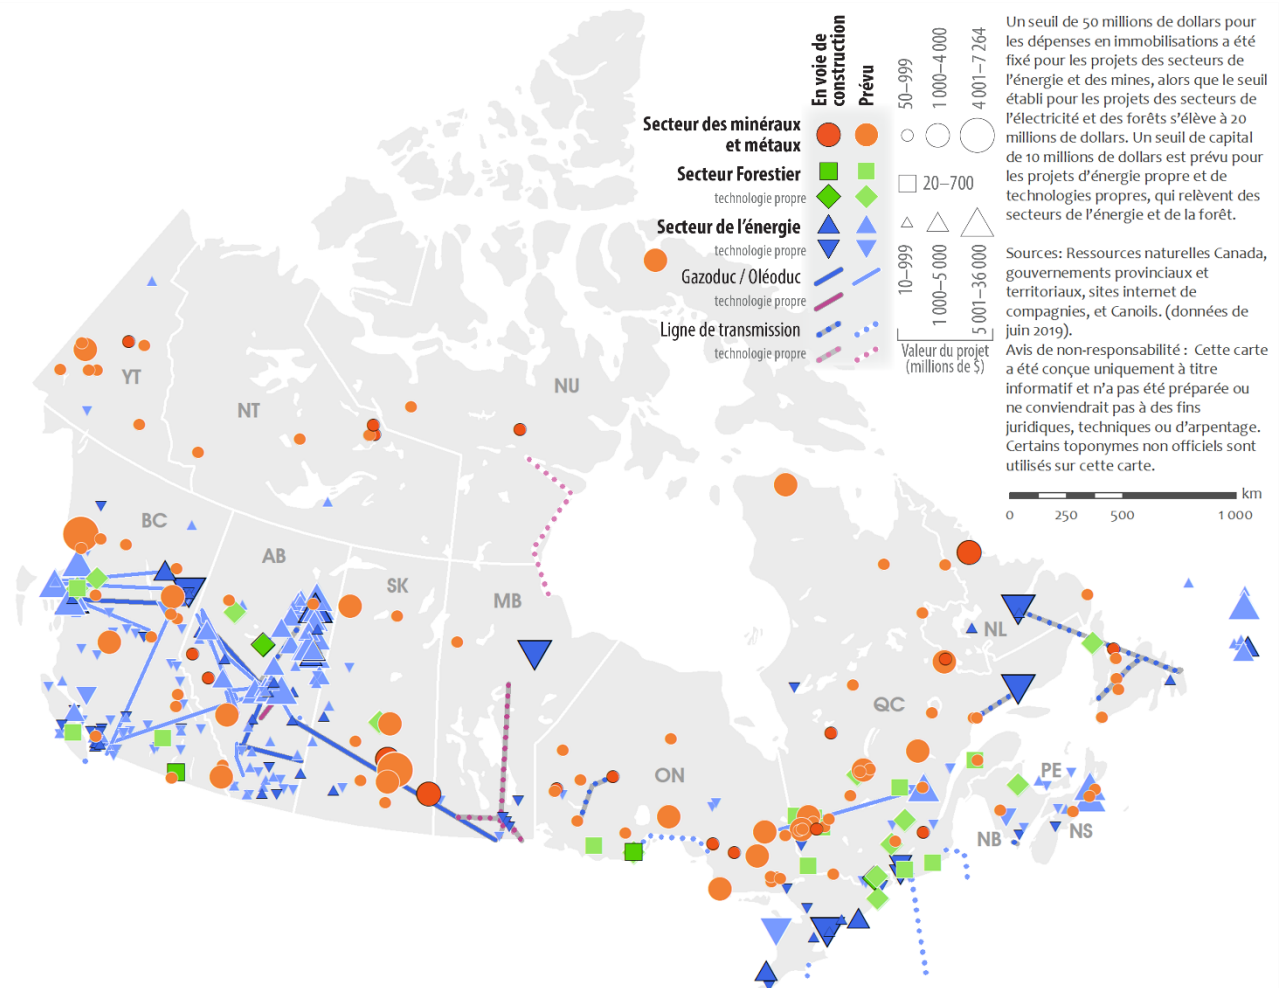 En voie de
construction
Prévu
50–999
1 000–4 000
4 001–7 264
Secteur des minéraux
et métaux
Secteur Forestier
technologie propre
20–700
Secteur de l'énergie
technologie propre
Gazoduc / Oléoduc
technologie propre
Ligne de transmission
technologie propre
10–999
1 000–5 000
5 001–36 000
Valeur du projet
(millions de $)
Un seuil de 50 millions de dollars pour
les dépenses en immobilisations a été
fixé pour les projets des secteurs de
l'énergie et des mines, alors que le seuil
établi pour les projets des secteurs de
l'électricité et des forêts s'élève à 20
millions de dollars. Un seuil de capital
de 10 millions de dollars est prévu pour
les projets d'énergie propre et de
technologies propres, qui relèvent des
secteurs de l'énergie et de la forêt.
Sources: Ressources naturelles Canada,
gouvernements provinciaux et
territoriaux, sites internet de
compagnies, et Canoils. (données de
juin 2019).
Avis de non-responsabilité : Cette carte
a été conçue uniquement à titre
informatif et n'a pas été préparée ou
ne conviendrait pas à des fins
juridiques, techniques ou d'arpentage.
Certains toponymes non officiels sont
utilisés sur cette carte.
km
0 250 500 1 000
YT
NT
NU
BC
AB
SK
MB
ON
QC
NL
PE
NB
NS